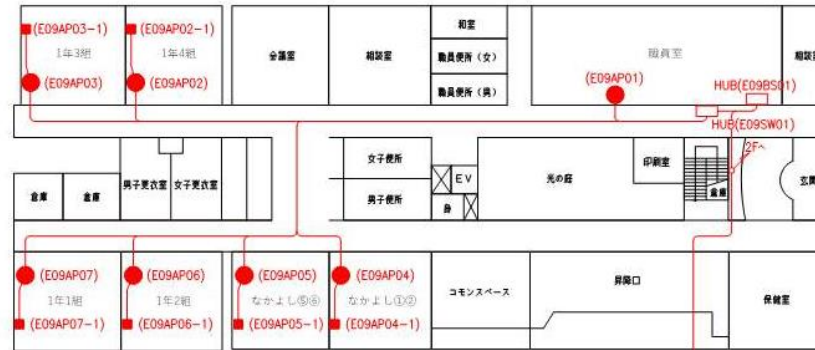 (E09AP03-1)
1年3組
(E09AP03)
(E09AP02-1)
1年4組
(E09AP02)
会議室
相談室
和室
職員便所(女)
職員便所(男)
職員室
(E09AP01)
HUB(E09BS01)
相談室
HUB(E09SW01)
2Fへ
倉庫
倉庫
男子更衣室
女子更衣室
女子便所
男子便所
EV
光の庭
印刷室
倉庫
玄関
(E09AP07)
1年1組
(E09AP07-1)
(E09AP06)
1年2組
(E09AP06-1)
(E09AP05)
なかよし⑤⑥
(E09AP05-1)
(E09AP04)
なかよし①②
(E09AP04-1)
コモンスペース
昇降口
保健室